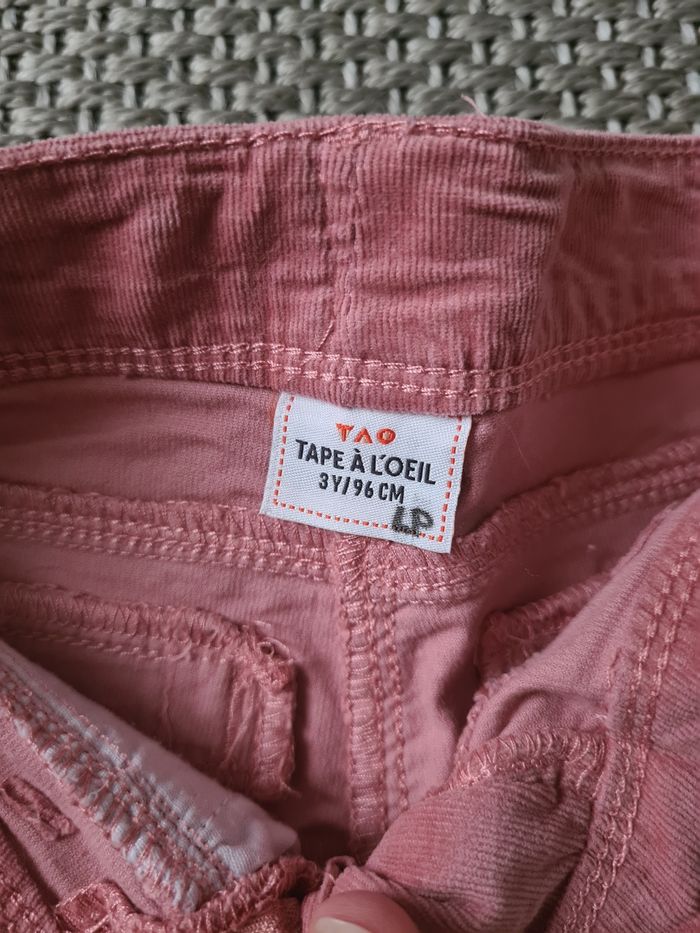 TAO
TAPE À L'OEIL
3Y/96 CM
LP